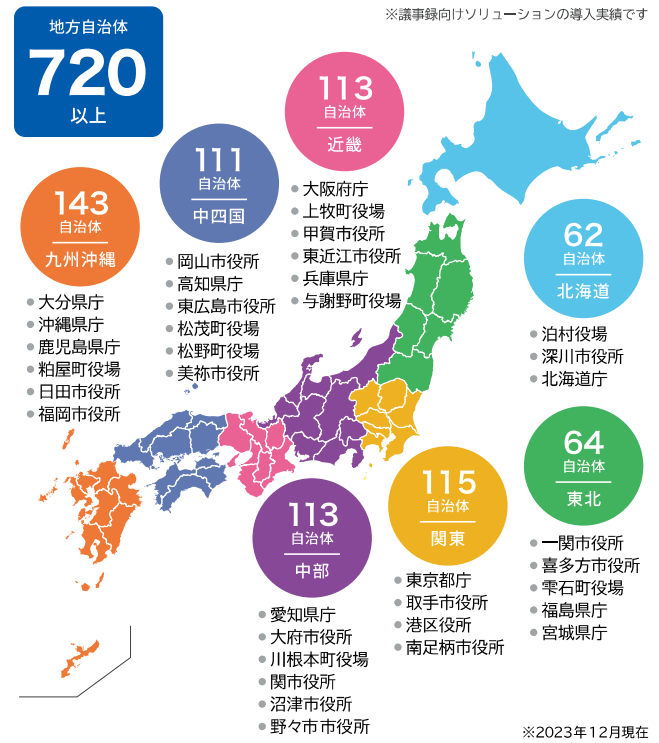 ※議事録向けソリューションの導入実績です
地方自治体
720
以上
113
自治体
近畿
大阪府庁
上牧町役場
甲賀市役所
東近江市役所
兵庫県庁
与謝野町役場
111
自治体
中四国
岡山市役所
高知県庁
東広島市役所
松茂町役場
松野町役場
美祢市役所
143
自治体
九州沖縄
大分県庁
沖縄県庁
鹿児島県庁
粕屋町役場
日田市役所
福岡市役所
62
自治体
北海道
泊村役場
深川市役所
北海道庁
64
自治体
東北
一関市役所
喜多方市役所
雫石町役場
福島県庁
宮城県庁
115
自治体
関東
東京都庁
取手市役所
港区役所
南足柄市役所
113
自治体
中部
愛知県庁
大府市役所
川根本町役場
関市役所
沼津市役所
野々市市役所
※2023年12月現在